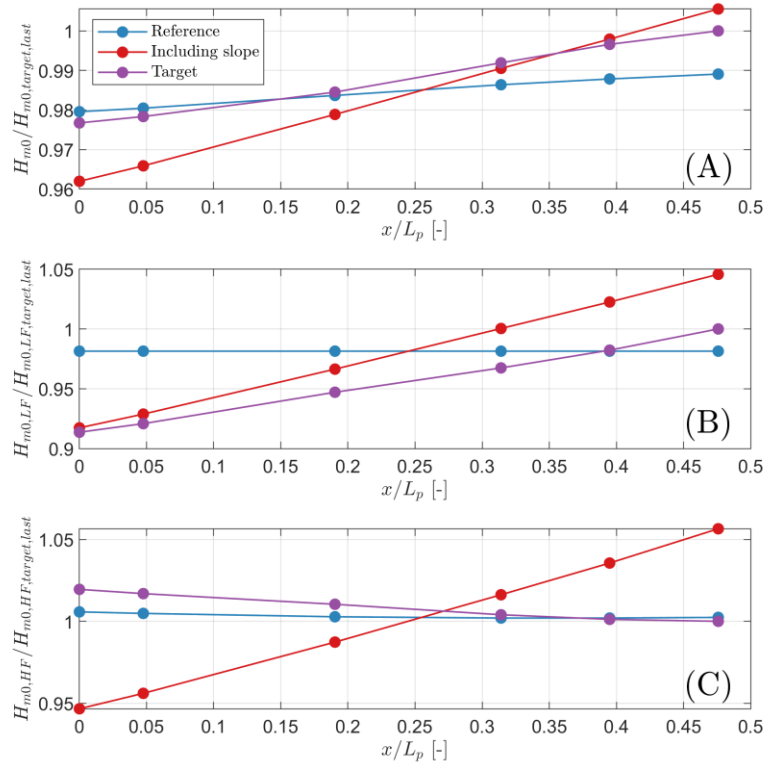 Reference
Including slope
Target
H_{m0}/H_{m0,target,last}
1
0.99
0.98
0.97
0.96
(A)
0 0.05 0.1 0.15 0.2 0.25 0.3 0.35 0.4 0.45 0.5
x/L_p [-]
H_{m0,LF}/H_{m0,LF,target,last}
1.05
1
0.95
0.9
(B)
0 0.05 0.1 0.15 0.2 0.25 0.3 0.35 0.4 0.45 0.5
x/L_p [-]
H_{m0,HF}/H_{m0,HF,target,last}
1.05
1
0.95
(C)
0 0.05 0.1 0.15 0.2 0.25 0.3 0.35 0.4 0.45 0.5
x/L_p [-]